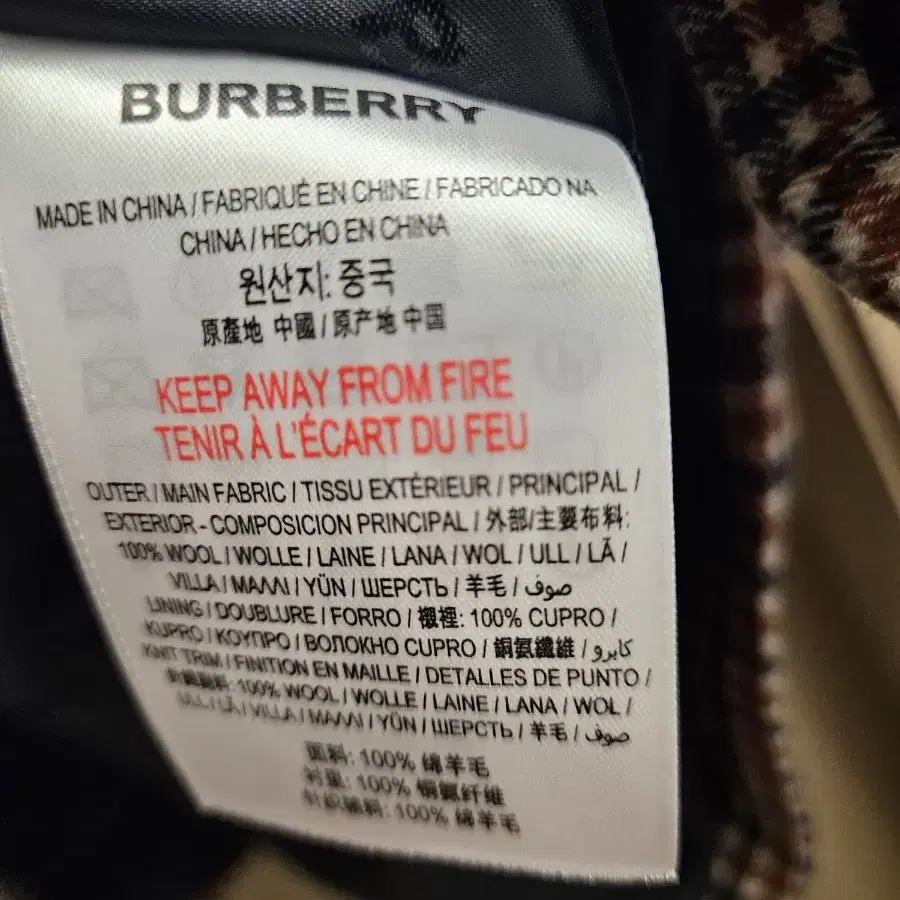 BURBERRY
MADE IN CHINA / FABRIQUÉ EN CHINE / FABRICADO NA
CHINA / HECHO EN CHINA
원산지: 중국
原產地 中國 / 原产地 中国
KEEP AWAY FROM FIRE
TENIR À L'ÉCART DU FEU
OUTER / MAIN FABRIC / TISSU EXTÉRIEUR / PRINCIPAL /
EXTERIOR - COMPOSICION PRINCIPAL / 外部/主要布料:
100% WOOL / WOLLE / LAINE / LANA / WOL / ULL / LÃ /
VILLA / ΜΑΛΛΙ / YÜN / ШЕРСТЬ / 羊毛 / صوف
LINING / DOUBLURE / FORRO / 襯裡: 100% CUPRO /
KUPRO / ΚΟΥΠΡΟ / ВОЛОКНО CUPRO / 銅氨纖維 / كابرو
KNIT TRIM / FINITION EN MAILLE / DETALLES DE PUNTO /
針織輔料: 100% WOOL / WOLLE / LAINE / LANA / WOL /
ULL / LÃ / VILLA / ΜΑΛΛΙ / YÜN / ШЕРСТЬ / 羊毛 / صوف
面料: 100% 绵羊毛
衬里: 100% 铜氨纤维
针织辅料: 100% 绵羊毛